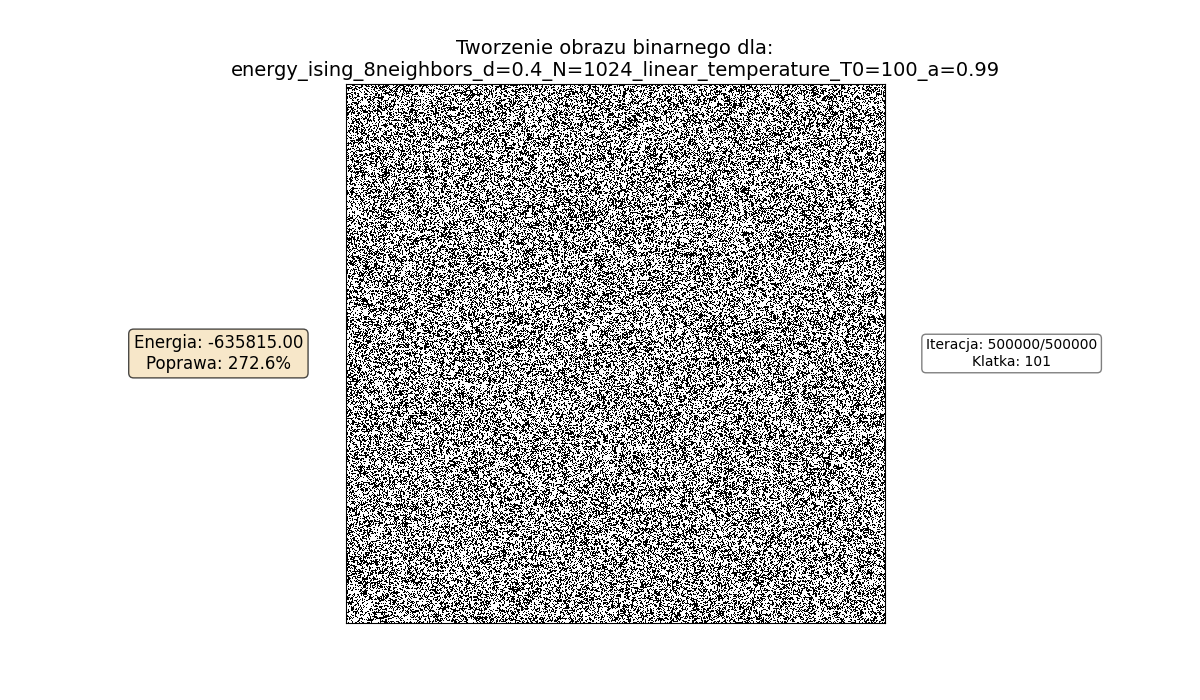 Tworzenie obrazu binarnego dla:
energy_ising_8neighbors_d=0.4_N=1024_linear_temperature_T0=100_a=0.99
Energia: -635815.00
Poprawa: 272.6%
Iteracja: 500000/500000
Klatka: 101